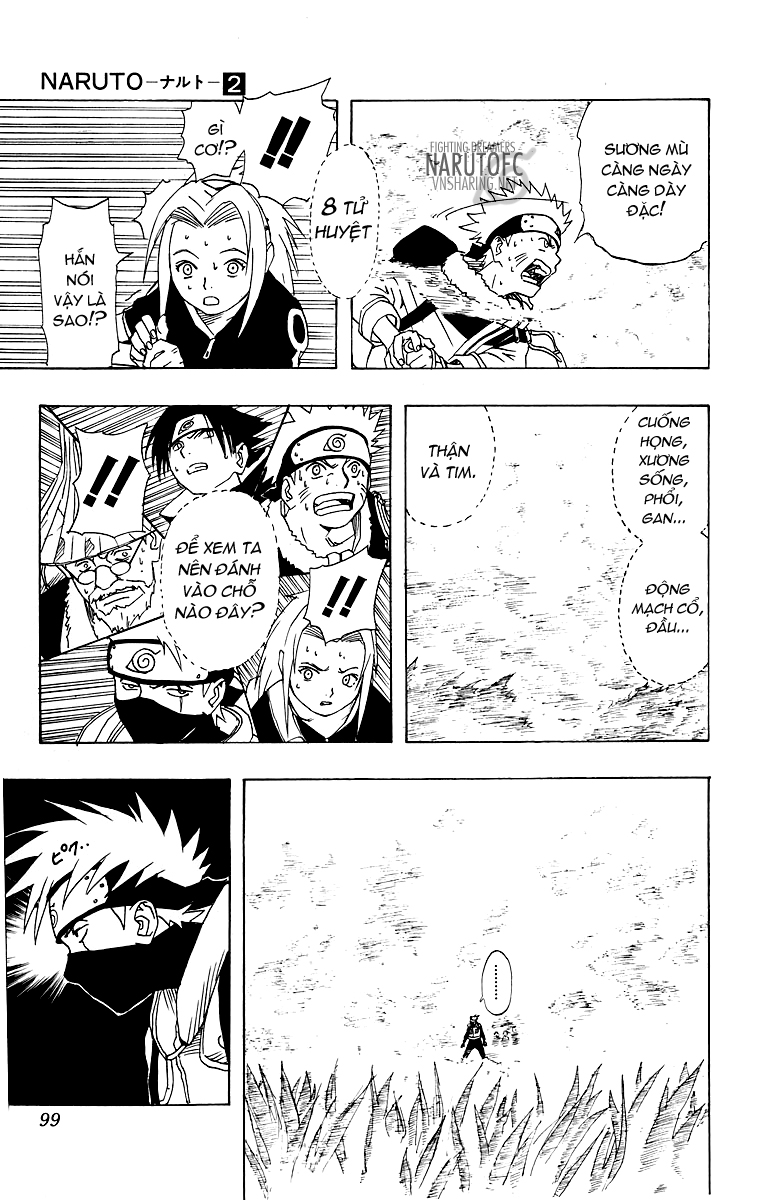 NARUTO —ナルト— 2
FIGHTING DREAMERS
NARUTOFC
VNSHARING.NET
SƯƠNG MÙ
CÀNG NGÀY
CÀNG DÀY
ĐẶC!
8 TỬ
HUYỆT
!!
GÌ
CƠ!?
HẮN
NÓI
VẬY LÀ
SAO!?
CUỐNG
HỌNG,
XƯƠNG
SỐNG,
PHỔI,
GAN...
ĐỘNG
MẠCH CỔ,
ĐẦU...
THẬN
VÀ TIM.
ĐỂ XEM TA
NÊN ĐÁNH
VÀO CHỖ
NÀO ĐÂY?
!!
!!
.........
ピク..
99